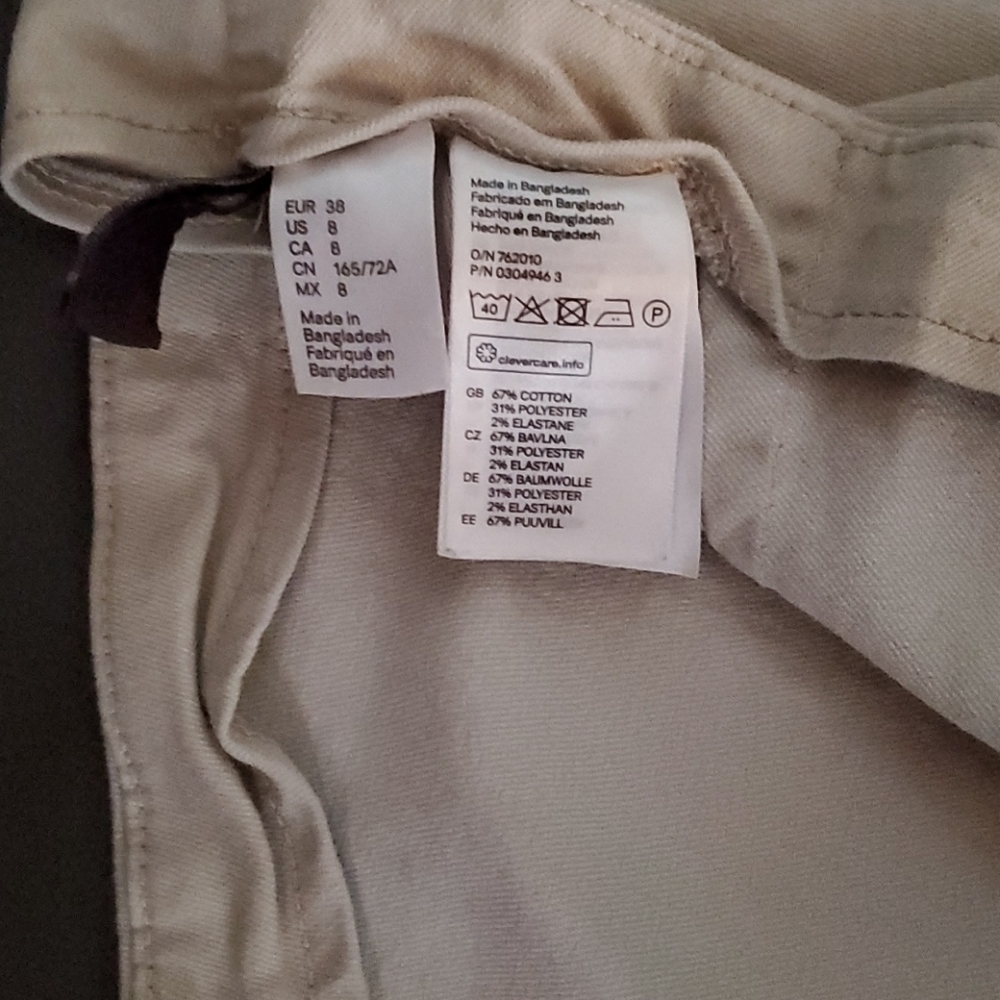 EUR 38
US 8
CA 8
CN 165/72A
MX 8
Made in
Bangladesh
Fabriqué en
Bangladesh
Made in Bangladesh
Fabricado em Bangladesh
Fabriqué en Bangladesh
Hecho en Bangladesh
O/N 762010
P/N 0304946 3
40
P
clevercare.info
GB 67% COTTON
31% POLYESTER
2% ELASTANE
CZ 67% BAVLNA
31% POLYESTER
2% ELASTAN
DE 67% BAUMWOLLE
31% POLYESTER
2% ELASTHAN
EE 67% PUUVILL